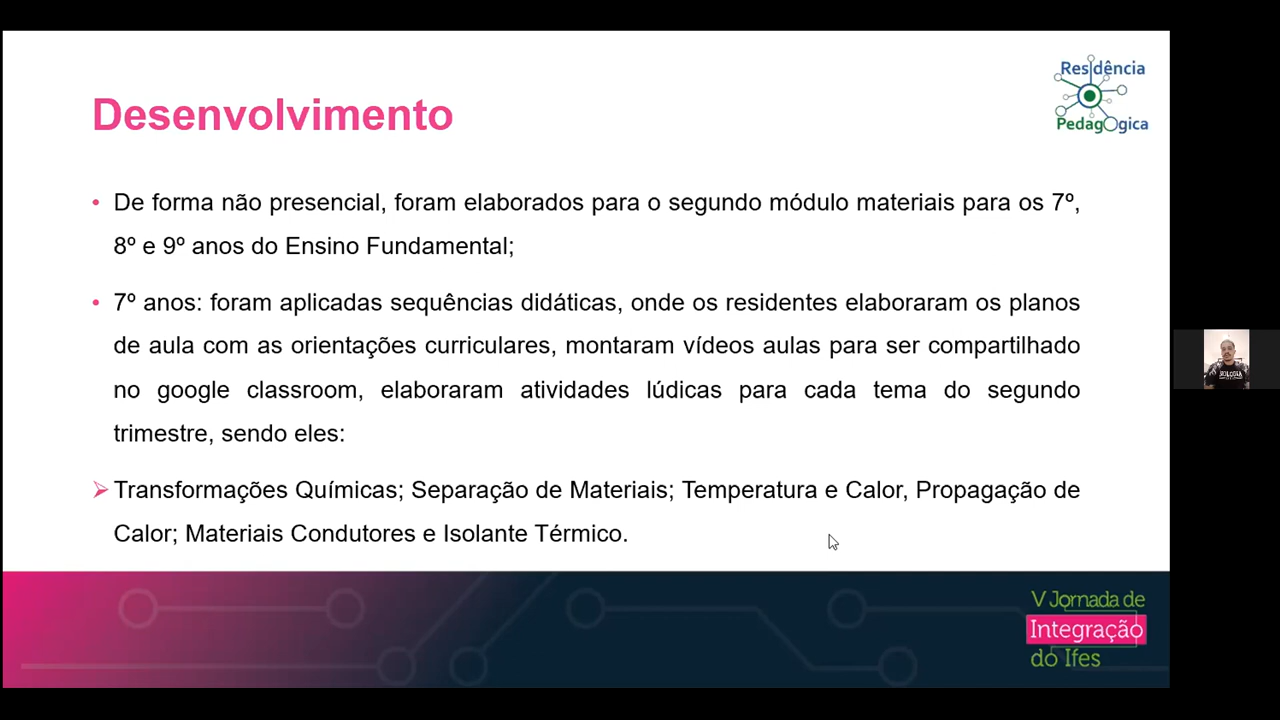 Residência
Pedagógica
Desenvolvimento
• De forma não presencial, foram elaborados para o segundo módulo materiais para os 7º,
8º e 9º anos do Ensino Fundamental;
• 7º anos: foram aplicadas sequências didáticas, onde os residentes elaboraram os planos
de aula com as orientações curriculares, montaram vídeos aulas para ser compartilhado
no google classroom, elaboraram atividades lúdicas para cada tema do segundo
trimestre, sendo eles:
➢ Transformações Químicas; Separação de Materiais; Temperatura e Calor, Propagação de
Calor; Materiais Condutores e Isolante Térmico.
V Jornada de
Integração
do Ifes